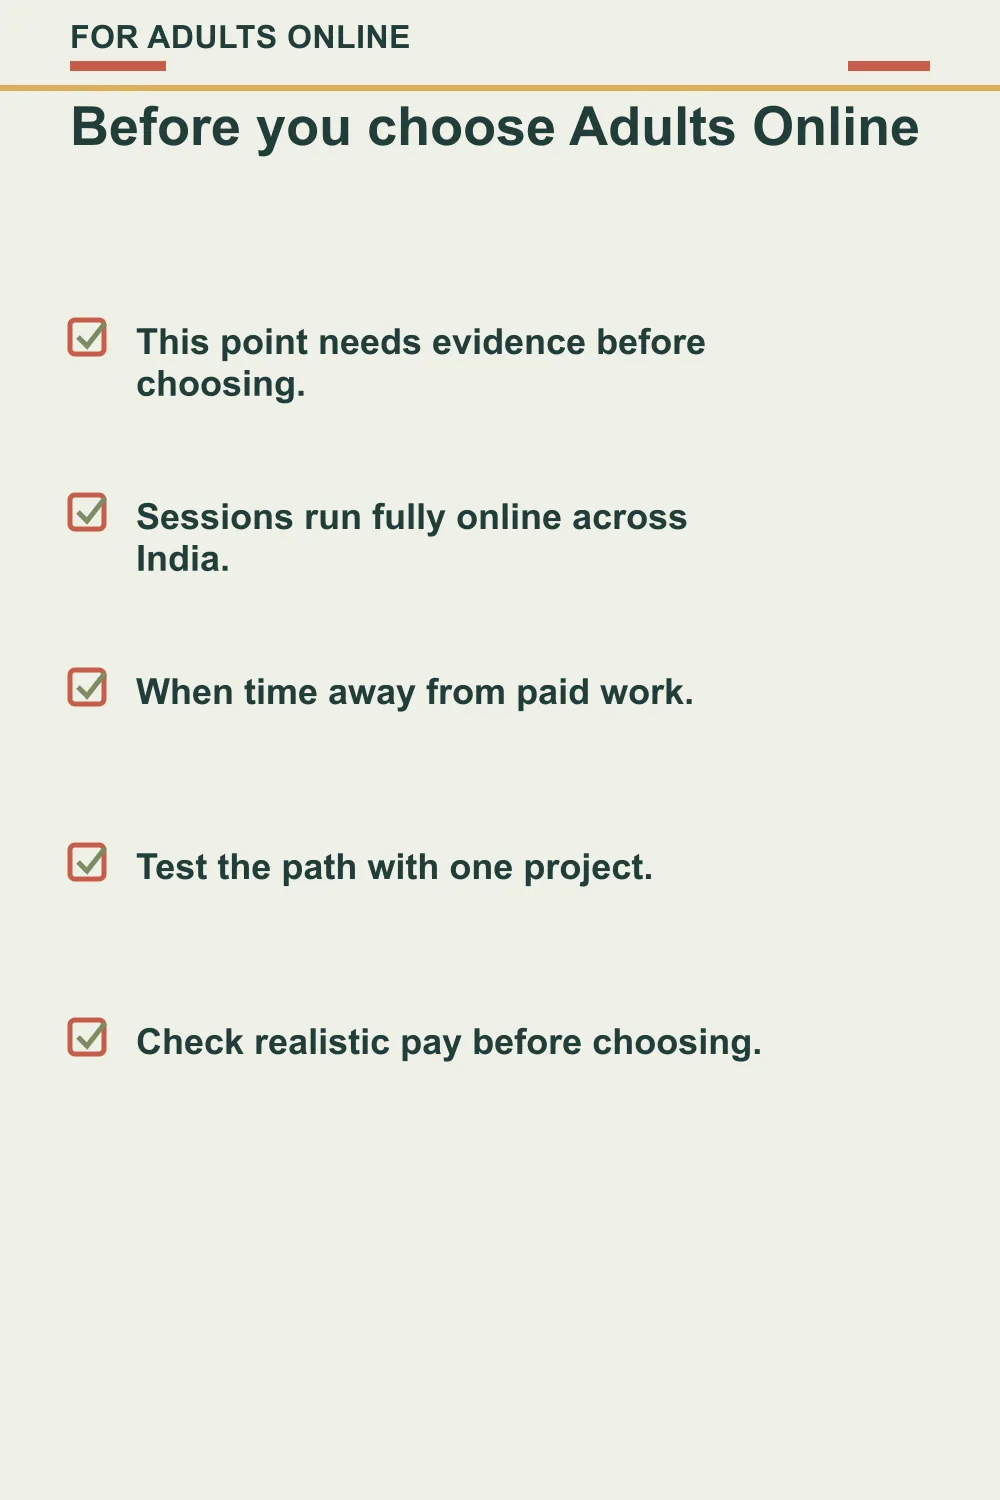 FOR ADULTS ONLINE
Before you choose Adults Online
This point needs evidence before
choosing.
Sessions run fully online across
India.
When time away from paid work.
Test the path with one project.
Check realistic pay before choosing.